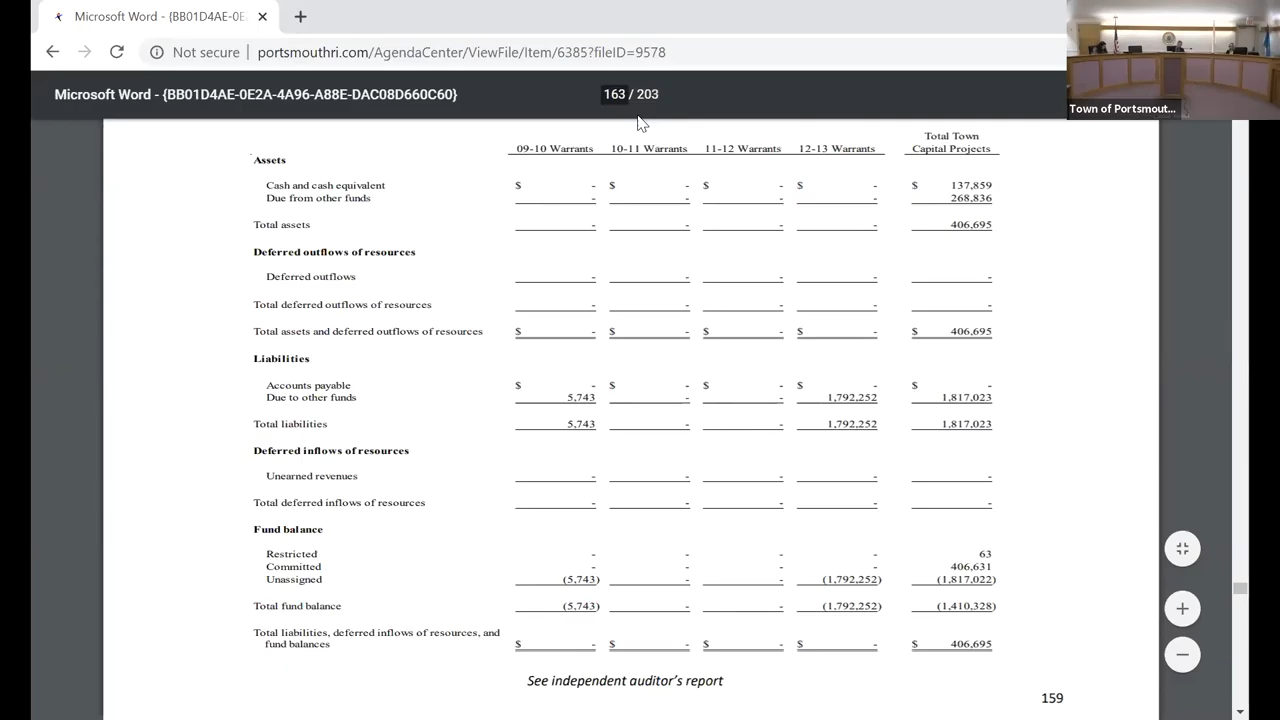 Microsoft Word - {BB01D4AE-0E
Not secure | portsmouthri.com/AgendaCenter/ViewFile/Item/6385?fileID=9578
Town of Portsmout...
Microsoft Word - {BB01D4AE-0E2A-4A96-A88E-DAC08D660C60}
163 / 203
Total Town
09-10 Warrants 10-11 Warrants 11-12 Warrants 12-13 Warrants Capital Projects
Assets
Cash and cash equivalent $ - $ - $ - $ - $ 137,859
Due from other funds - - - - 268,836
Total assets - - - - 406,695
Deferred outflows of resources
Deferred outflows - - - - -
Total deferred outflows of resources - - - - -
Total assets and deferred outflows of resources $ - $ - $ - $ - $ 406,695
Liabilities
Accounts payable $ - $ - $ - $ - $ -
Due to other funds 5,743 - - 1,792,252 1,817,023
Total liabilities 5,743 - - 1,792,252 1,817,023
Deferred inflows of resources
Unearned revenues - - - - -
Total deferred inflows of resources - - - - -
Fund balance
Restricted - - - - 63
Committed - - - - 406,631
Unassigned (5,743) - - (1,792,252) (1,817,022)
Total fund balance (5,743) - - (1,792,252) (1,410,328)
Total liabilities, deferred inflows of resources, and
fund balances $ - $ - $ - $ - $ 406,695
See independent auditor's report
159